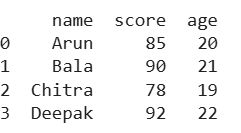 name score age
0 Arun 85 20
1 Bala 90 21
2 Chitra 78 19
3 Deepak 92 22